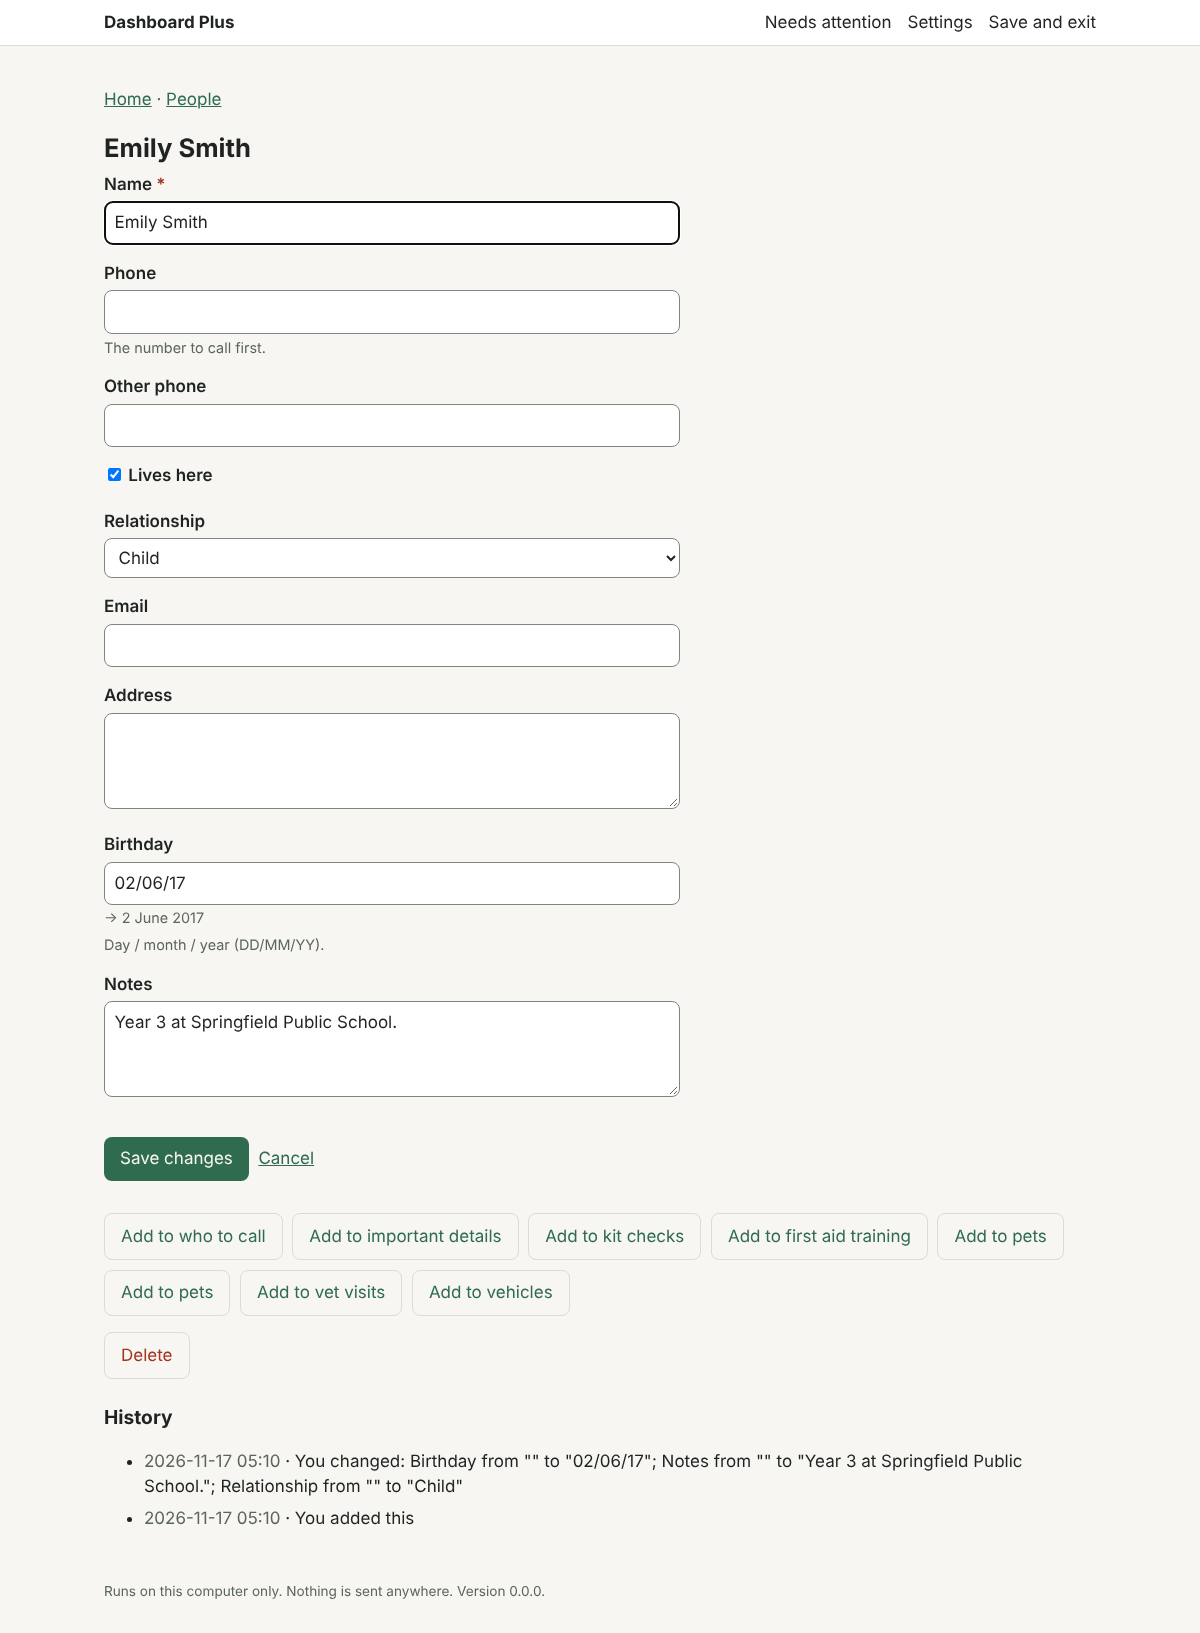 Dashboard Plus
Needs attention
Settings
Save and exit
Home · People
Emily Smith
Name *
Emily Smith
Phone
The number to call first.
Other phone
Lives here
Relationship
Child
Email
Address
Birthday
02/06/17
→ 2 June 2017
Day / month / year (DD/MM/YY).
Notes
Year 3 at Springfield Public School.
Save changes
Cancel
Add to who to call
Add to important details
Add to kit checks
Add to first aid training
Add to pets
Add to pets
Add to vet visits
Add to vehicles
Delete
History
2026-11-17 05:10 · You changed: Birthday from "" to "02/06/17"; Notes from "" to "Year 3 at Springfield Public
School."; Relationship from "" to "Child"
2026-11-17 05:10 · You added this
Runs on this computer only. Nothing is sent anywhere. Version 0.0.0.